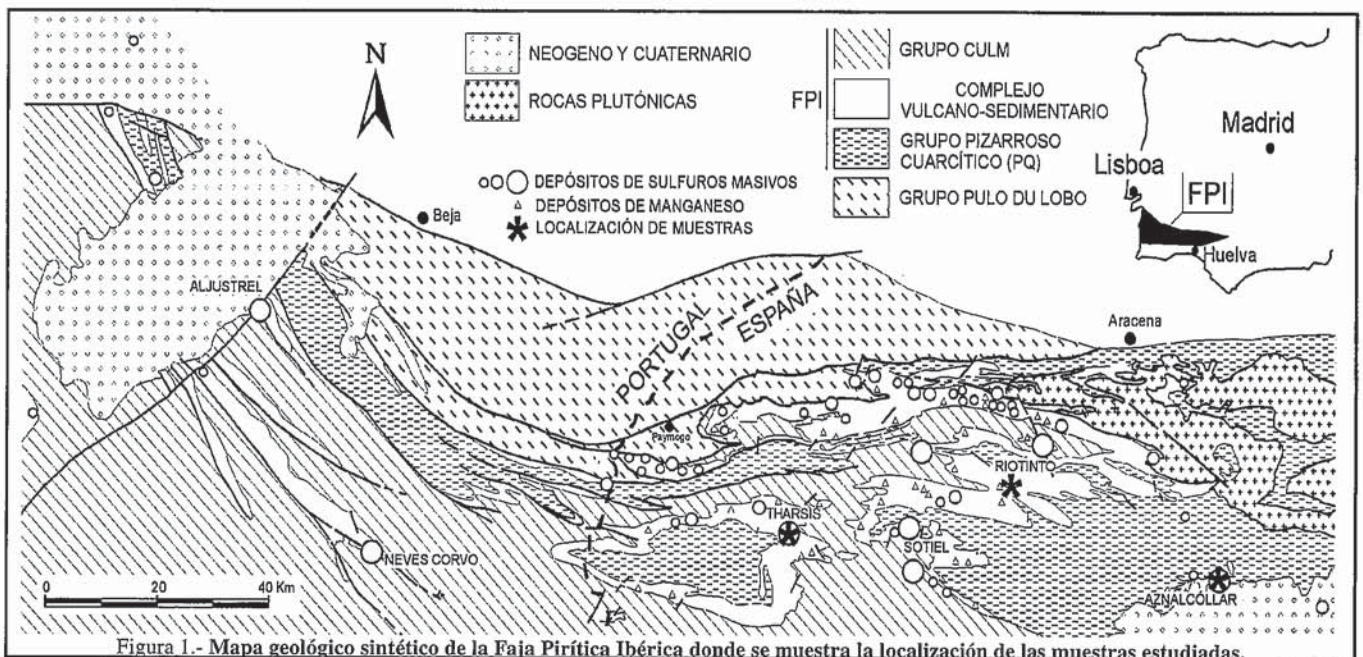 N
NEOGENO Y CUATERNARIO
ROCAS PLUTÓNICAS
DEPÓSITOS DE SULFUROS MASIVOS
DEPÓSITOS DE MANGANESO
LOCALIZACIÓN DE MUESTRAS
FPI
GRUPO CULM
COMPLEJO
VULCANO-SEDIMENTARIO
GRUPO PIZARROSO
CUARCÍTICO (PQ)
GRUPO PULO DU LOBO
Madrid
Lisboa
FPI
Huelva
Beja
ALJUSTREL
PORTUGAL
ESPAÑA
Aracena
Paymogo
RIOTINTO
THARSIS
SOTIEL
NEVES CORVO
AZNALCOLLAR
0 20 40 Km
Figura 1.- Mapa geológico sintético de la Faja Pirítica Ibérica donde se muestra la localización de las muestras estudiadas.